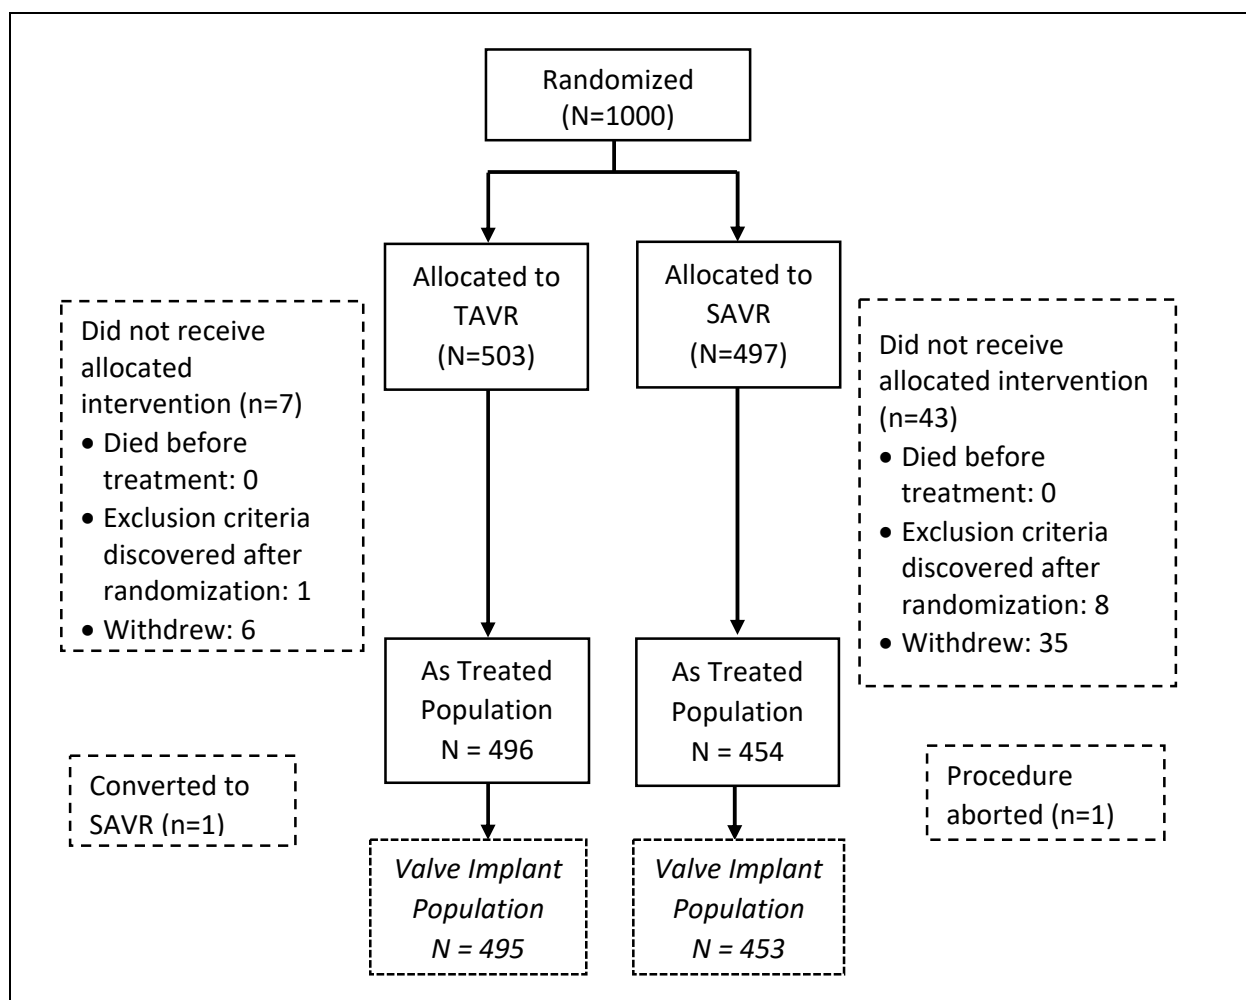 Randomized
(N=1000)
Allocated to
TAVR
(N=503)
Allocated to
SAVR
(N=497)
Did not receive
allocated
intervention (n=7)
• Died before
treatment: 0
• Exclusion criteria
discovered after
randomization: 1
• Withdrew: 6
Did not receive
allocated intervention
(n=43)
• Died before
treatment: 0
• Exclusion criteria
discovered after
randomization: 8
• Withdrew: 35
As Treated
Population
N = 496
As Treated
Population
N = 454
Converted to
SAVR (n=1)
Procedure
aborted (n=1)
Valve Implant
Population
N = 495
Valve Implant
Population
N = 453